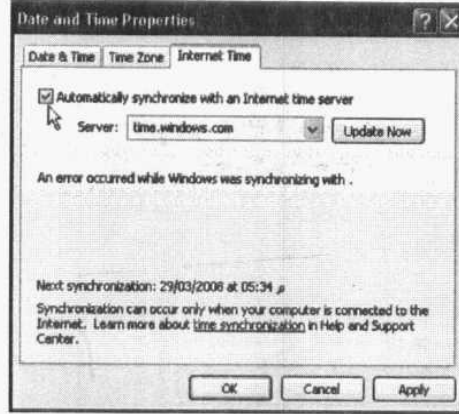 Date and Time Properties
Date & Time Time Zone Internet Time
Automatically synchronize with an Internet time server
Server: time.windows.com Update Now
An error occurred while Windows was synchronizing with .
Next synchronization: 29/03/2008 at 05:34 م
Synchronization can occur only when your computer is connected to the
Internet. Learn more about time synchronization in Help and Support
Center.
OK Cancel Apply